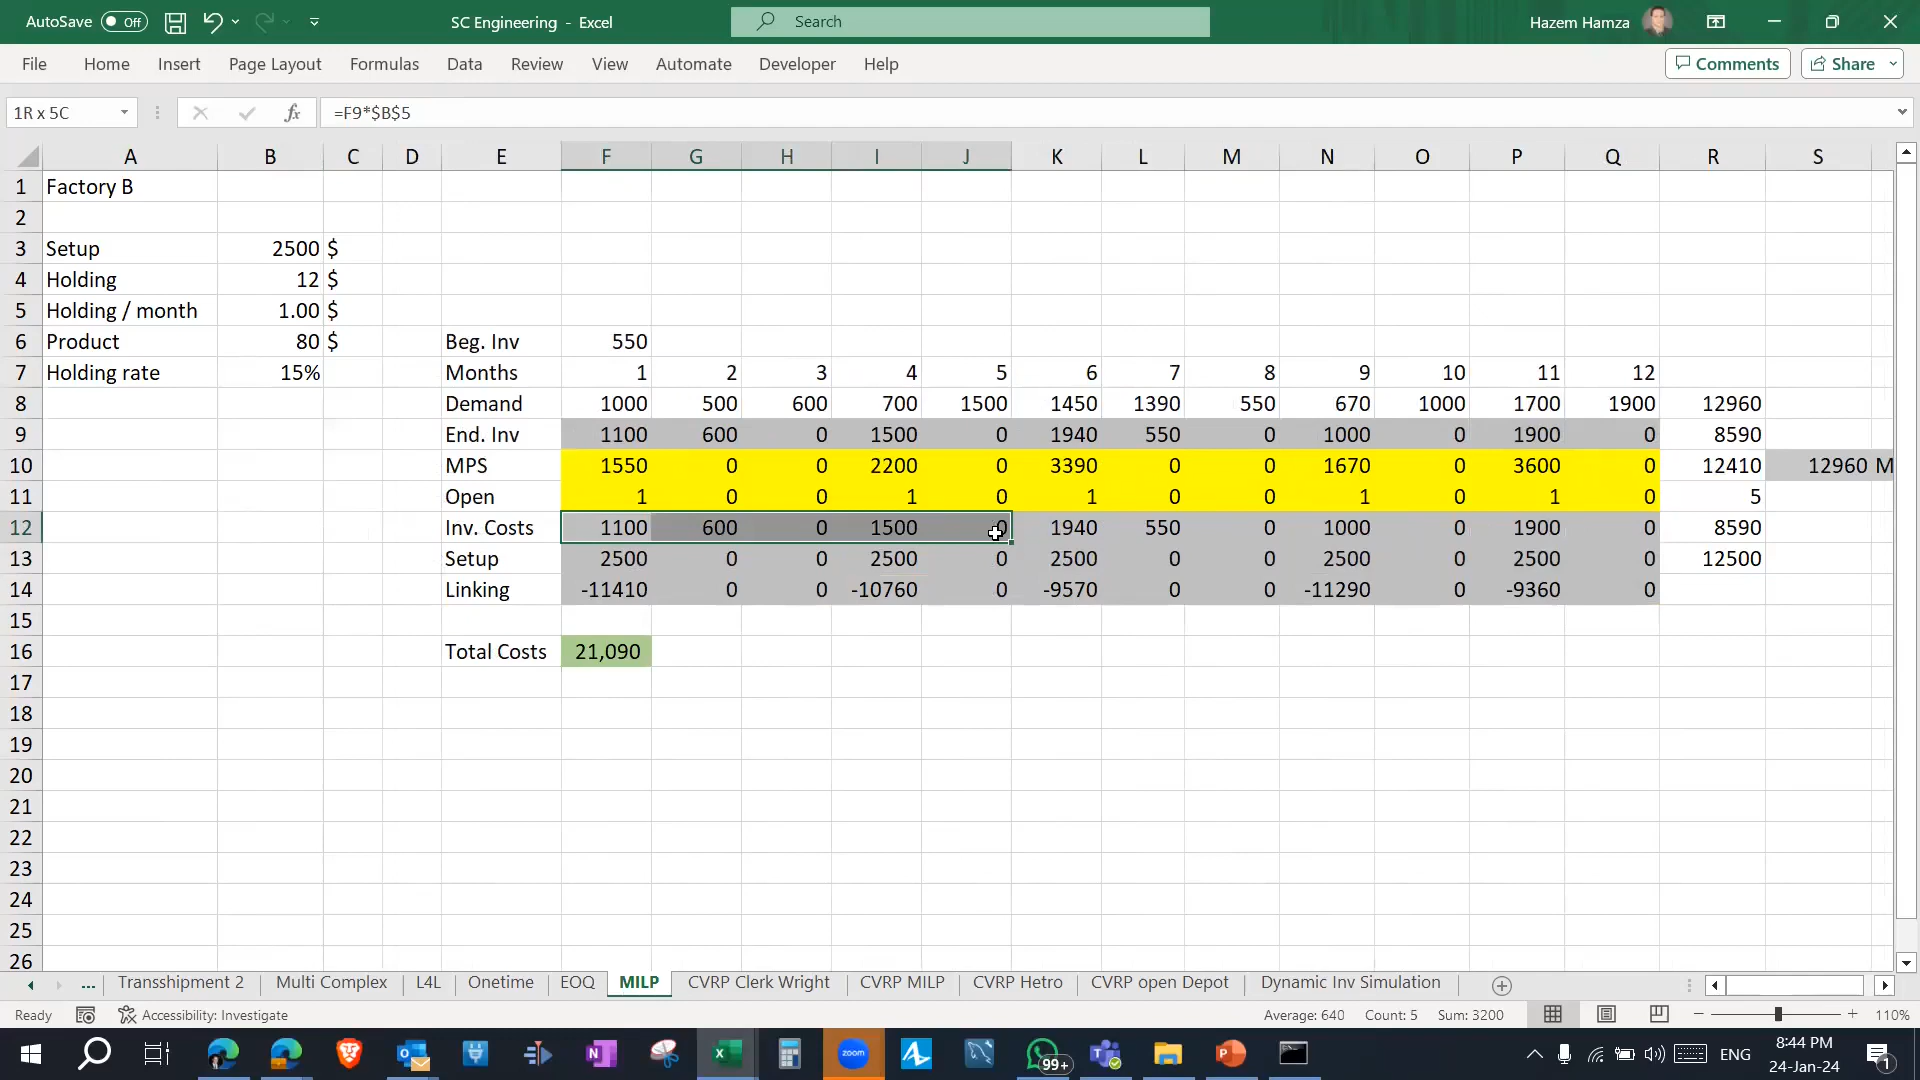 AutoSave Off SC Engineering - Excel Search Hazem Hamza
File Home Insert Page Layout Formulas Data Review View Automate Developer Help Comments Share
1R x 5C fx =F9*$B$5
A B C D E F G H I J K L M N O P Q R S
1 Factory B
2
3 Setup 2500 $
4 Holding 12 $
5 Holding / month 1.00 $
6 Product 80 $ Beg. Inv 550
7 Holding rate 15% Months 1 2 3 4 5 6 7 8 9 10 11 12
8 Demand 1000 500 600 700 1500 1450 1390 550 670 1000 1700 1900 12960
9 End. Inv 1100 600 0 1500 0 1940 550 0 1000 0 1900 0 8590
10 MPS 1550 0 0 2200 0 3390 0 0 1670 0 3600 0 12410 12960 M
11 Open 1 0 0 1 0 1 0 0 1 0 1 0 5
12 Inv. Costs 1100 600 0 1500 0 1940 550 0 1000 0 1900 0 8590
13 Setup 2500 0 0 2500 0 2500 0 0 2500 0 2500 0 12500
14 Linking -11410 0 0 -10760 0 -9570 0 0 -11290 0 -9360 0
15
16 Total Costs 21,090
17
18
19
20
21
22
23
24
25
26
... Transshipment 2 Multi Complex L4L Onetime EOQ MILP CVRP Clerk Wright CVRP MILP CVRP Hetro CVRP open Depot Dynamic Inv Simulation
Ready Accessibility: Investigate Average: 640 Count: 5 Sum: 3200 110%
zoom 99+ ENG 8:44 PM
24-Jan-24 1